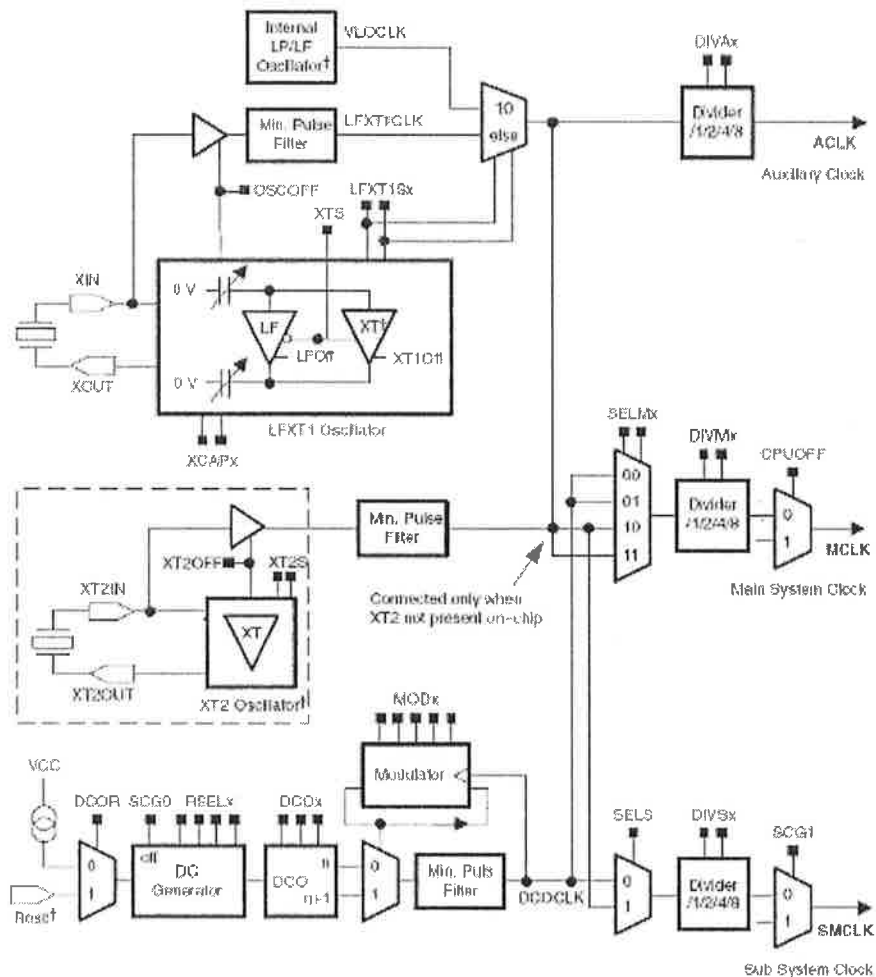 Internal
LP/LF
Oscillator†
VLOCLK
DIVAx
10
else
Min. Pulse
Filter
LFXT1CLK
Divider
/1/2/4/8
ACLK
Auxiliary Clock
OSCOFF
LFXT1Sx
XTS
XIN
0 V
LF
XT†
LFOff
XT1Off
0 V
XOUT
LFXT1 Oscillator
XCAPx
SELMx
DIVMx
CPUOFF
00
01
10
11
Min. Pulse
Filter
Divider
/1/2/4/8
0
1
MCLK
Main System Clock
XT2OFF
XT2S
XT2IN
XT
XT2OUT
XT2 Oscillator†
Connected only when
XT2 not present on-chip
MODx
Modulator
VCC
DCOR
SCG0
RSELx
DCOx
SELS
DIVSx
SCG1
0
1
off
DC
Generator
DCO
n
n+1
0
1
Min. Puls
Filter
DCOCLK
0
1
Divider
/1/2/4/8
0
1
SMCLK
Rosc†
Sub System Clock